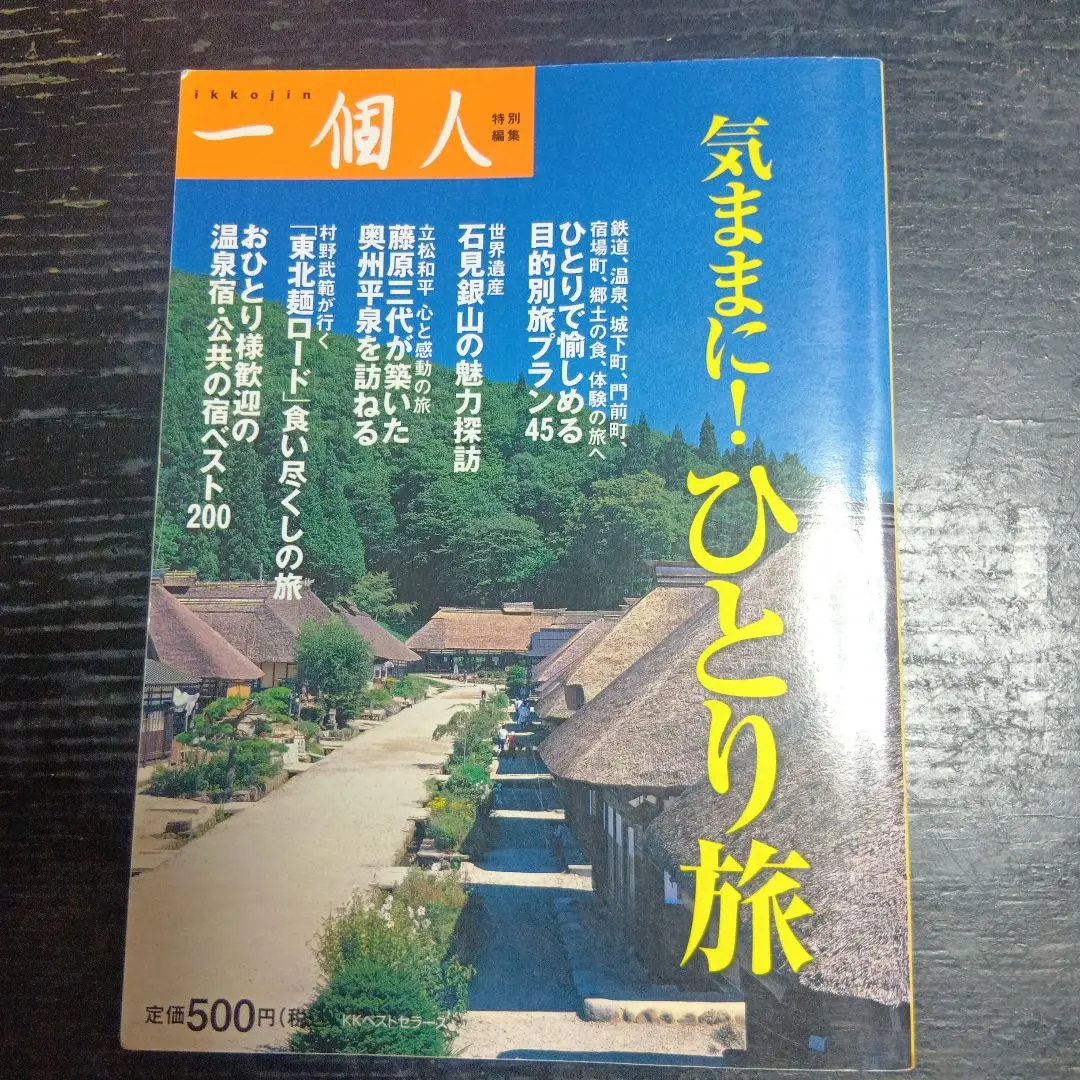 ikkojin
一個人
特別
編集
気ままに!ひとり旅
鉄道、温泉、城下町、門前町、
宿場町、郷土の食、体験の旅へ
ひとりで愉しめる
目的別旅プラン45
世界遺産
石見銀山の魅力探訪
立松和平 心と感動の旅
藤原三代が築いた
奥州平泉を訪ねる
村野武範が行く
「東北麺ロード」食い尽くしの旅
おひとり様歓迎の
温泉宿・公共の宿ベスト200
定価500円(税
KKベストセラーズ